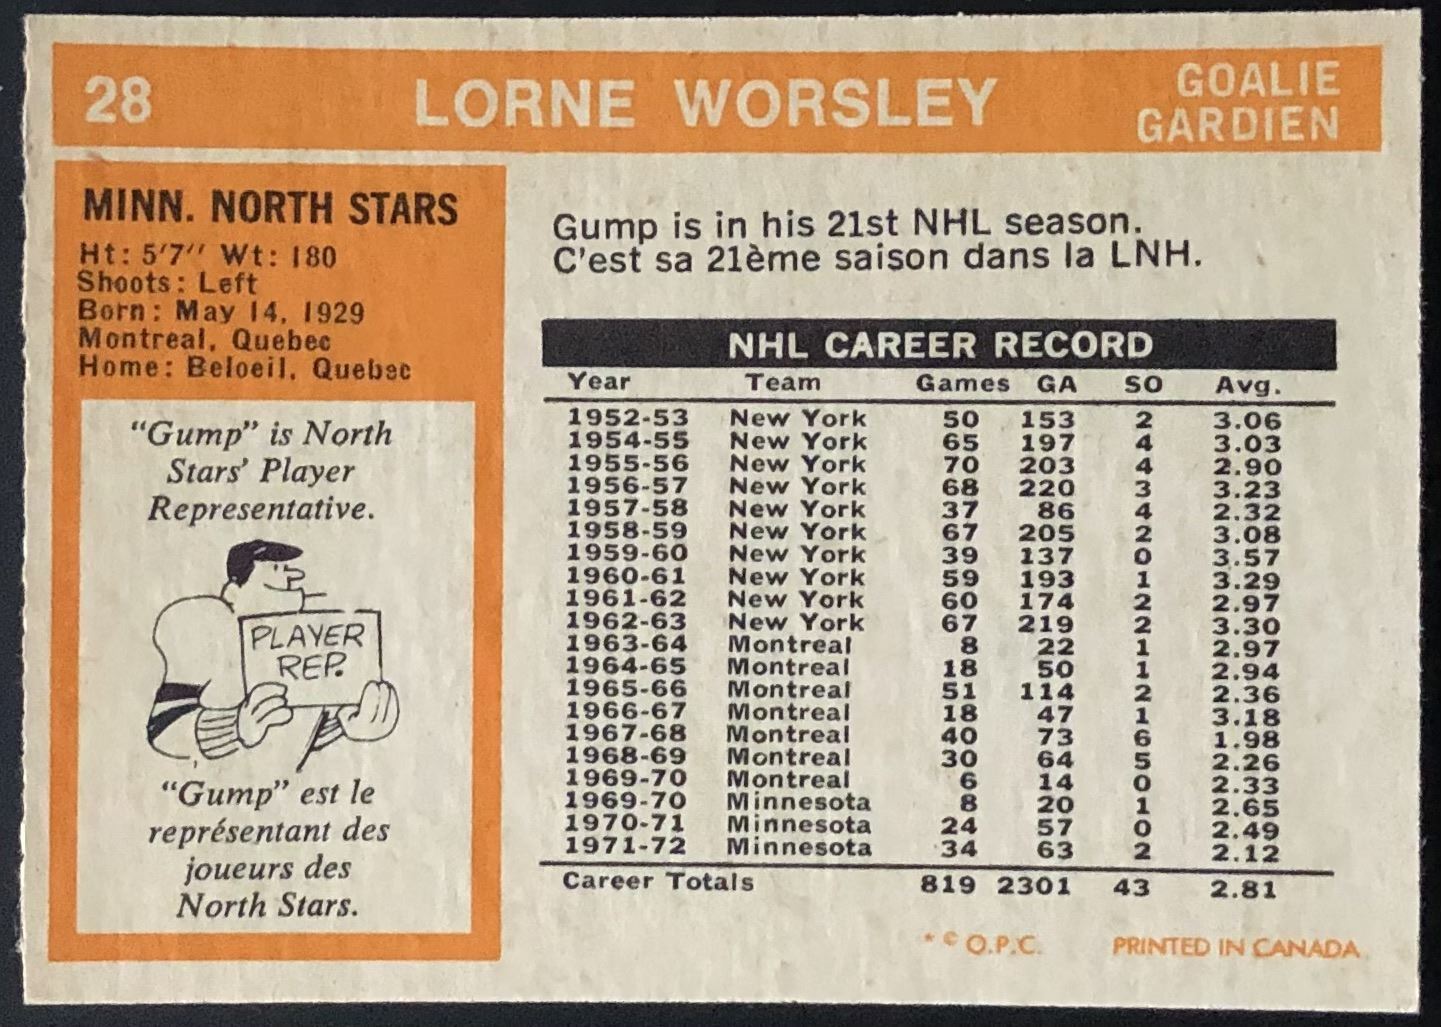 28 LORNE WORSLEY GOALIE
GARDIEN
MINN. NORTH STARS
Ht: 5'7" Wt: 180
Shoots: Left
Born: May 14, 1929
Montreal, Quebec
Home: Beloeil, Quebec
"Gump" is North
Stars' Player
Representative.
PLAYER
REP.
"Gump" est le
représentant des
joueurs des
North Stars.
Gump is in his 21st NHL season.
C'est sa 21ème saison dans la LNH.
NHL CAREER RECORD
Year Team Games GA SO Avg.
1952-53 New York 50 153 2 3.06
1954-55 New York 65 197 4 3.03
1955-56 New York 70 203 4 2.90
1956-57 New York 68 220 3 3.23
1957-58 New York 37 86 4 2.32
1958-59 New York 67 205 2 3.08
1959-60 New York 39 137 0 3.57
1960-61 New York 59 193 1 3.29
1961-62 New York 60 174 2 2.97
1962-63 New York 67 219 2 3.30
1963-64 Montreal 8 22 1 2.97
1964-65 Montreal 18 50 1 2.94
1965-66 Montreal 51 114 2 2.36
1966-67 Montreal 18 47 1 3.18
1967-68 Montreal 40 73 6 1.98
1968-69 Montreal 30 64 5 2.26
1969-70 Montreal 6 14 0 2.33
1969-70 Minnesota 8 20 1 2.65
1970-71 Minnesota 24 57 0 2.49
1971-72 Minnesota 34 63 2 2.12
Career Totals 819 2301 43 2.81
* © O.P.C. PRINTED IN CANADA